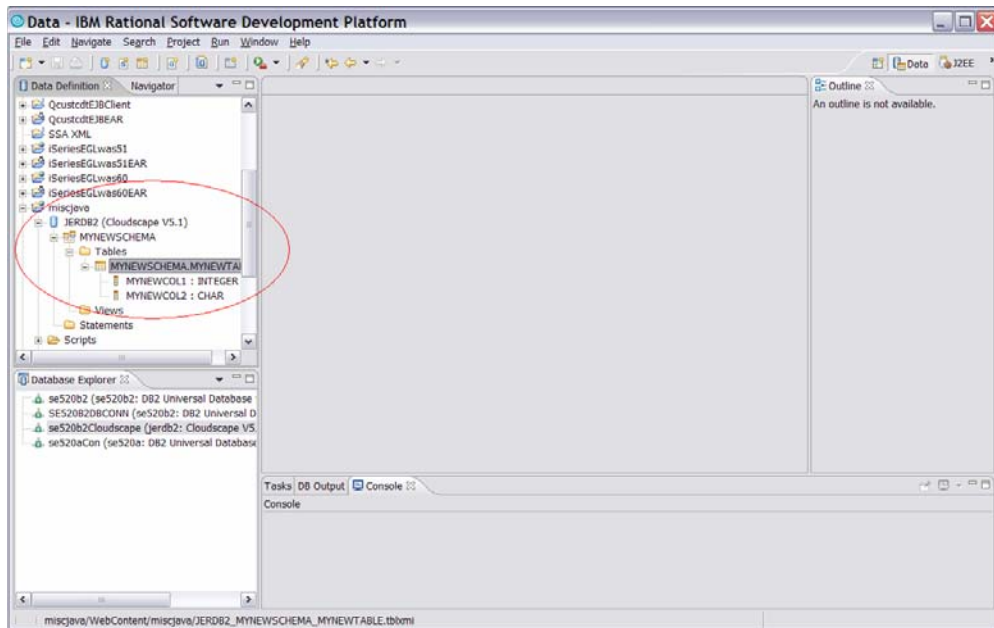 Data - IBM Rational Software Development Platform
File Edit Navigate Search Project Run Window Help
Data J2EE
Data Definition Navigator
QcustcdtEJBClient
QcustcdtEJBEAR
SSA XML
iSeriesEGLwas51
iSeriesEGLwas51EAR
iSeriesEGLwas60
iSeriesEGLwas60EAR
miscjava
JERDB2 (Cloudscape V5.1)
MYNEWSCHEMA
Tables
MYNEWSCHEMA.MYNEWTA
MYNEWCOL1 : INTEGER
MYNEWCOL2 : CHAR
Views
Statements
Scripts
Outline
An outline is not available.
Database Explorer
se520b2 (se520b2: DB2 Universal Database
SE520B2DBCONN (se520b2: DB2 Universal D
se520b2Cloudscape (jerdb2: Cloudscape V5
se520aCon (se520a: DB2 Universal Database
Tasks DB Output Console
Console
miscjava/WebContent/miscjava/JERDB2_MYNEWSCHEMA_MYNEWTABLE.tblxmi